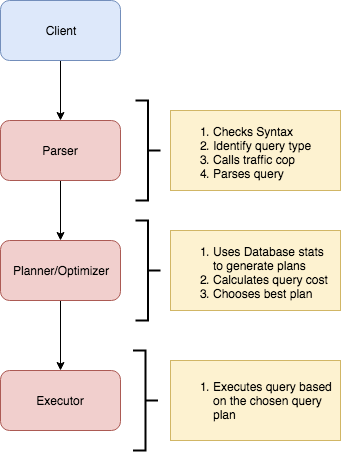 Client
Parser
1. Checks Syntax
2. Identify query type
3. Calls traffic cop
4. Parses query
Planner/Optimizer
1. Uses Database stats
to generate plans
2. Calculates query cost
3. Chooses best plan
Executor
1. Executes query based
on the chosen query
plan